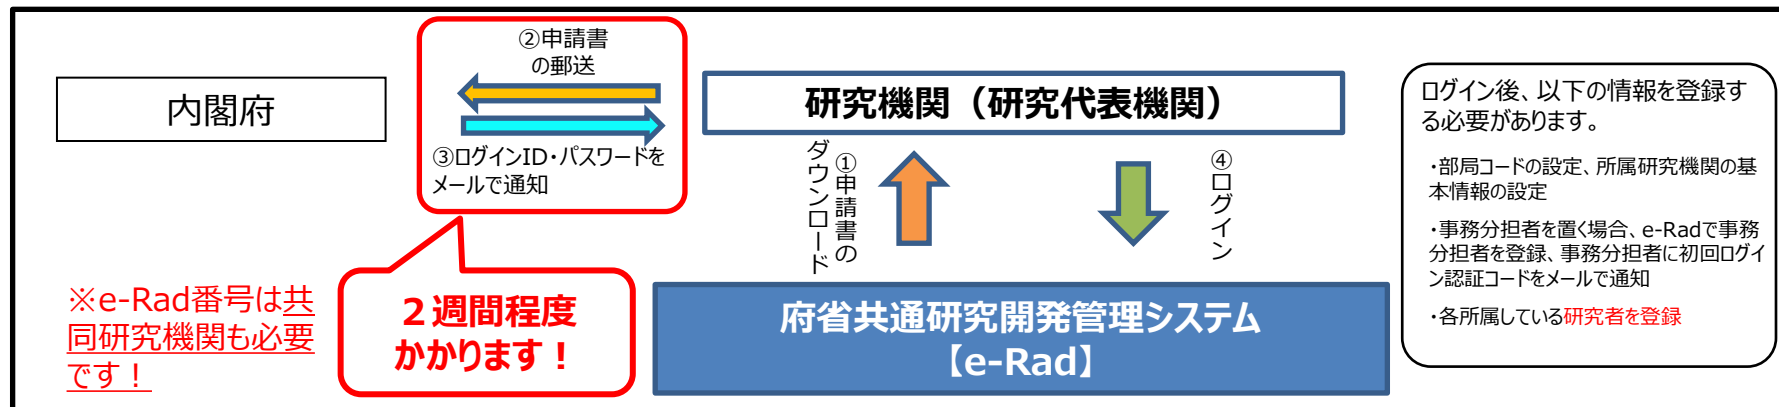 内閣府
②申請書
の郵送
③ログインID・パスワードを
メールで通知
研究機関（研究代表機関）
①申請書の
ダウンロード
④ログイン
２週間程度
かかります！
※e-Rad番号は共
同研究機関も必要
です！
府省共通研究開発管理システム
【e-Rad】
ログイン後、以下の情報を登録す
る必要があります。
・部局コードの設定、所属研究機関の基
本情報の設定
・事務分担者を置く場合、e-Radで事務
分担者を登録、事務分担者に初回ログイ
ン認証コードをメールで通知
・各所属している研究者を登録